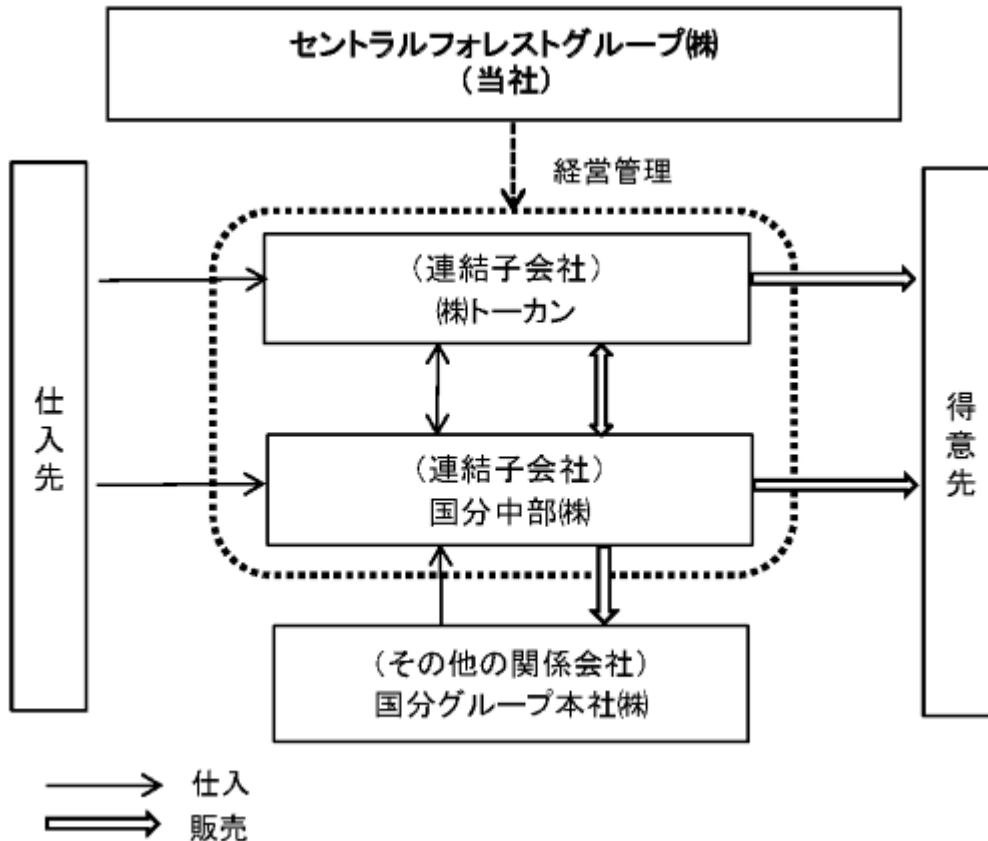 セントラルフォレストグループ㈱
（当社）
経営管理
仕入先
（連結子会社）
㈱トーカン
（連結子会社）
国分中部㈱
得意先
（その他の関係会社）
国分グループ本社㈱
仕入
販売